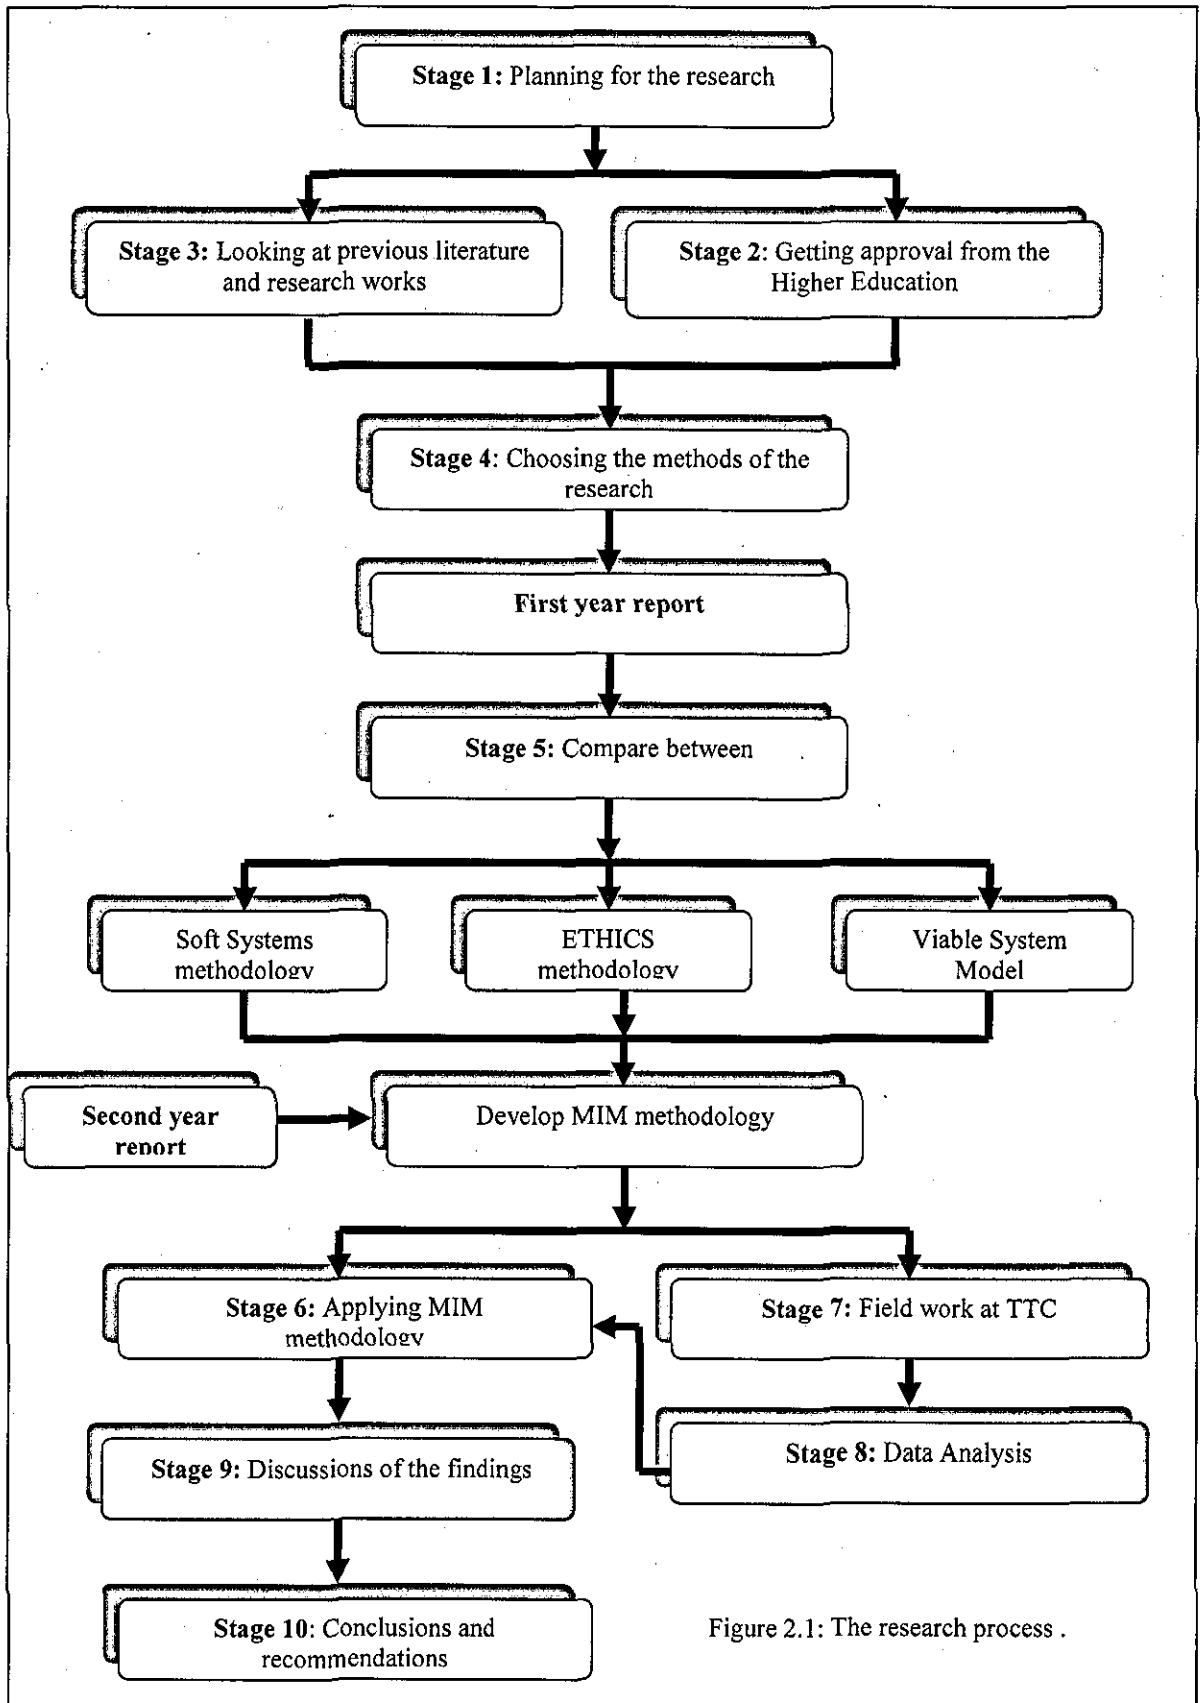 Stage 1: Planning for the research
Stage 3: Looking at previous literature
and research works
Stage 2: Getting approval from the
Higher Education
Stage 4: Choosing the methods of the
research
First year report
Stage 5: Compare between
Soft Systems
methodology
ETHICS
methodology
Viable System
Model
Second year
report
Develop MIM methodology
Stage 6: Applying MIM
methodology
Stage 7: Field work at TTC
Stage 8: Data Analysis
Stage 9: Discussions of the findings
Stage 10: Conclusions and
recommendations
Figure 2.1: The research process .